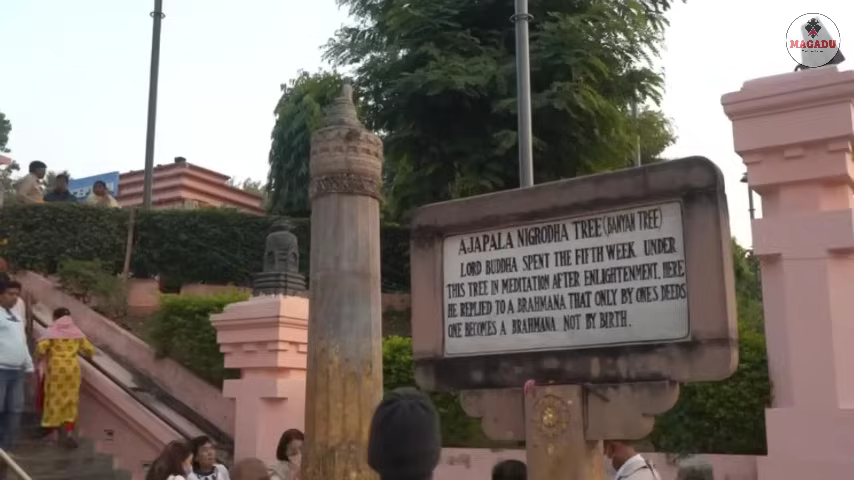 MAGADU
AJAPALA NIGRODHA TREE (BANYAN TREE)
LORD BUDDHA SPENT THE FIFTH WEEK UNDER
THIS TREE IN MEDITATION AFTER ENLIGHTENMENT. HERE
HE REPLIED TO A BRAHMANA THAT ONLY BY ONE'S DEEDS
ONE BECOMES A BRAHMANA NOT BY BIRTH.